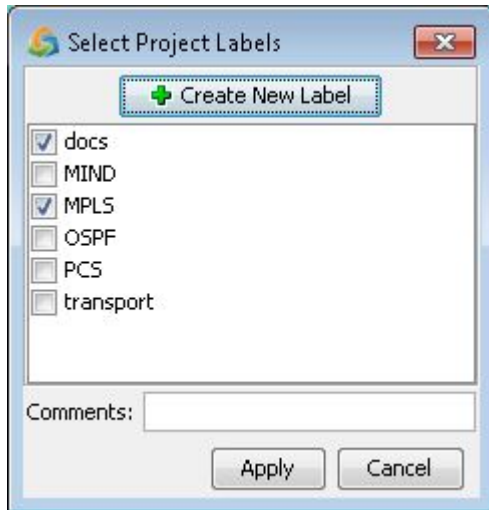 Select Project Labels
Create New Label
docs
MIND
MPLS
OSPF
PCS
transport
Comments:
Apply Cancel